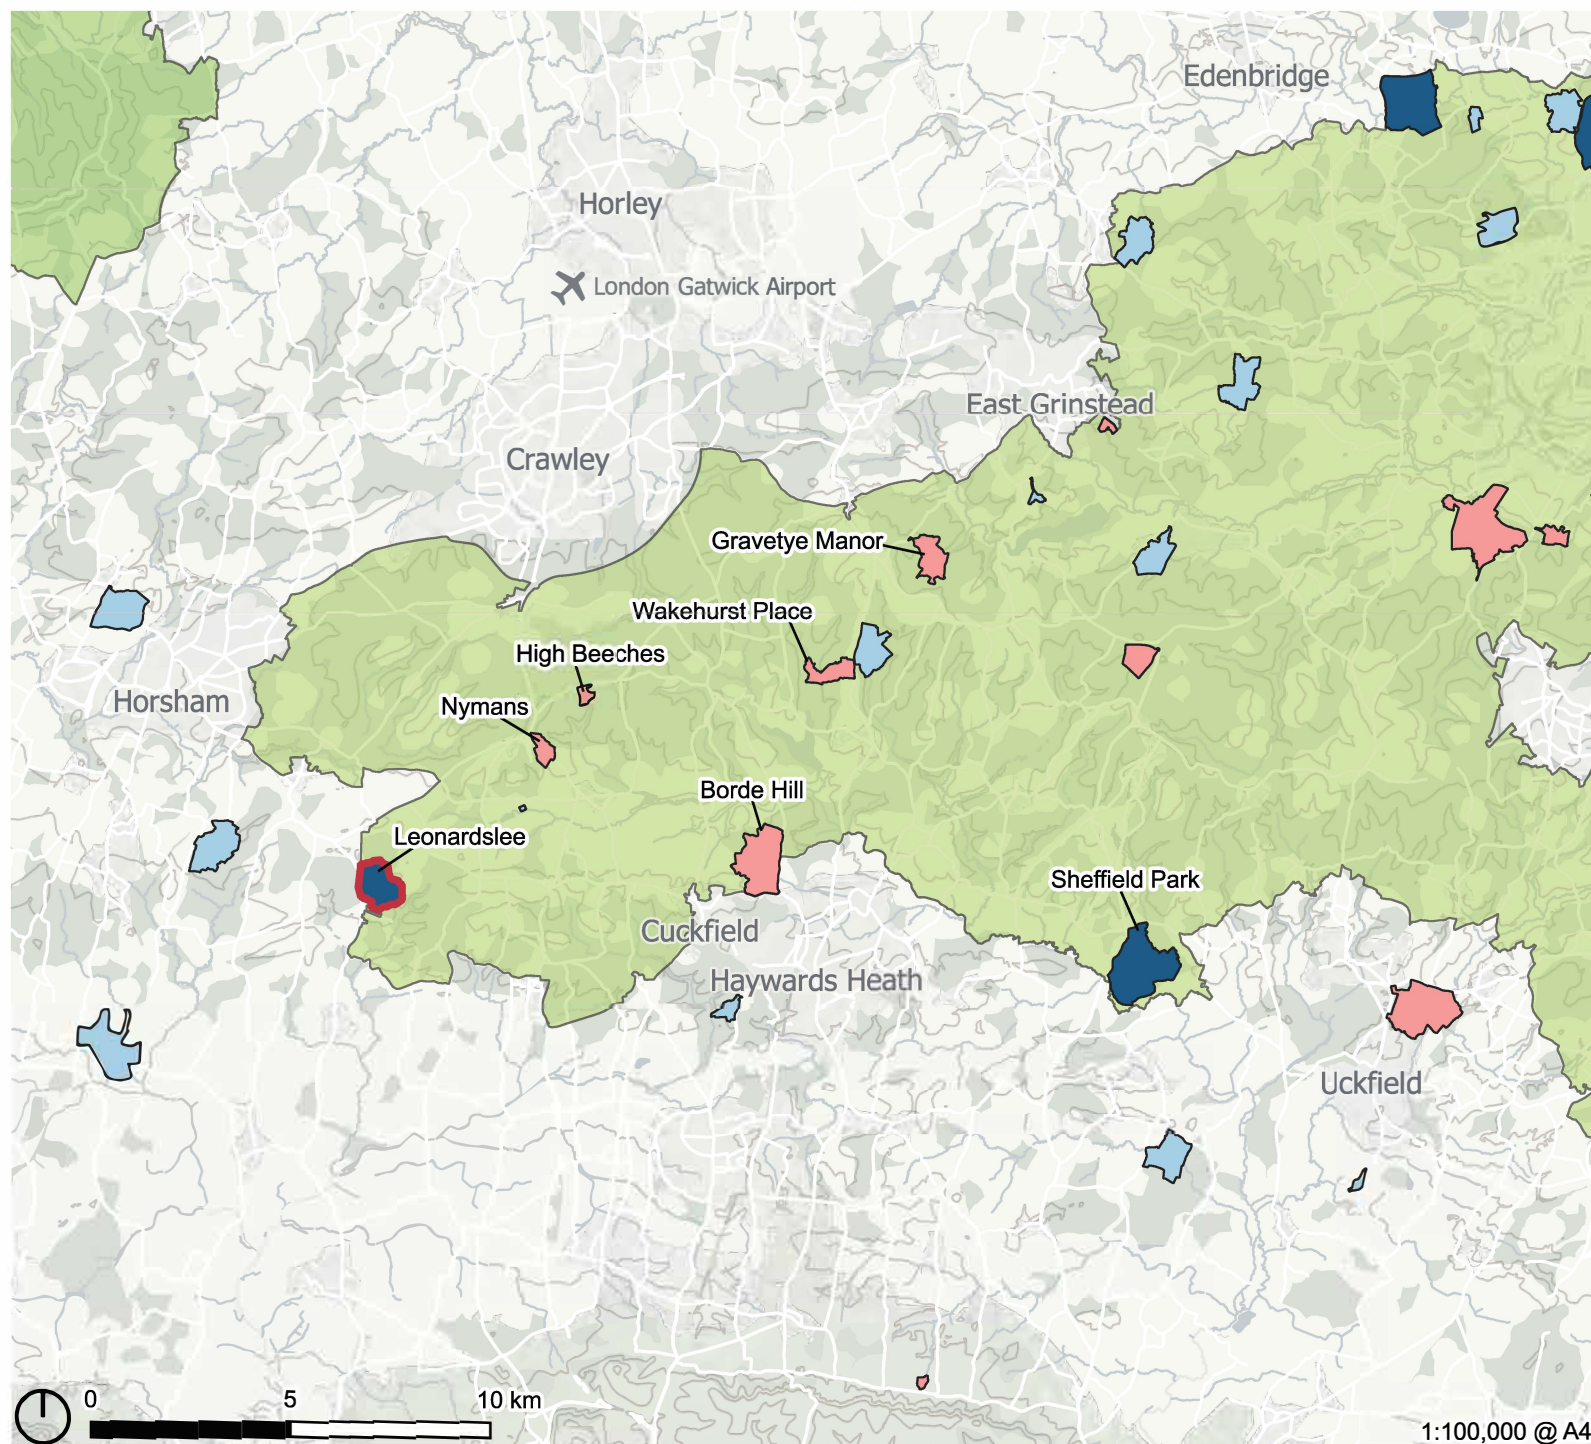 Edenbridge
Horley
London Gatwick Airport
East Grinstead
Crawley
Gravetye Manor
Wakehurst Place
High Beeches
Horsham
Nymans
Borde Hill
Leonardslee
Sheffield Park
Cuckfield
Haywards Heath
Uckfield
0 5 10 km
1:100,000 @ A4